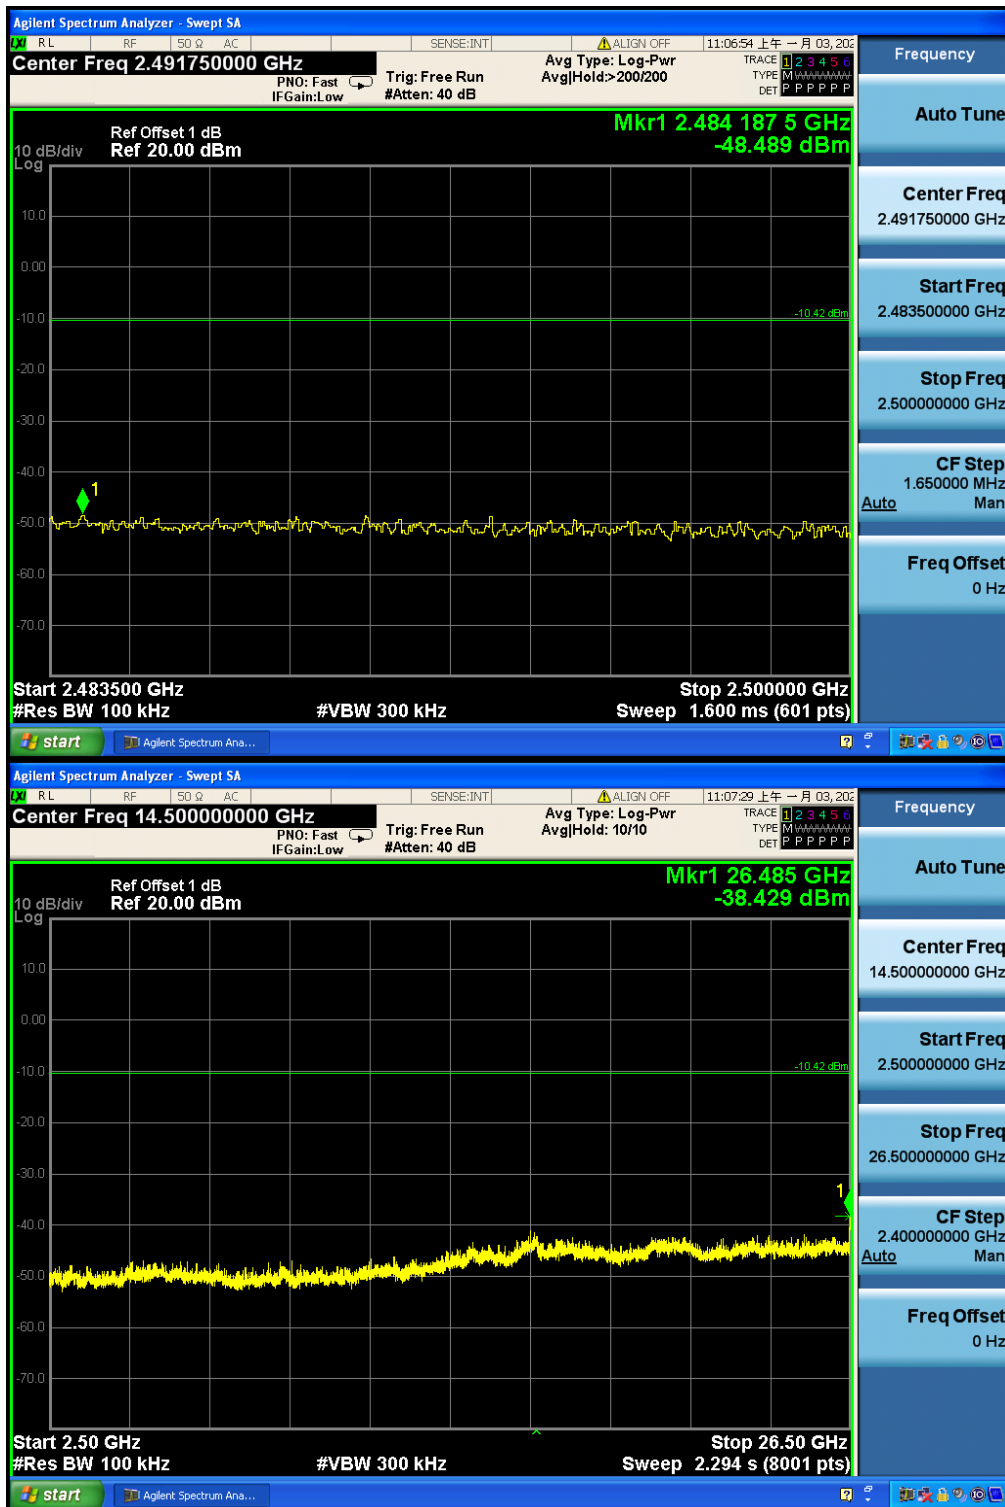 Agilent Spectrum Analyzer - Swept SA
LXI RL RF 50 Ω AC SENSE:INT ALIGN OFF 11:06:54 上午 一月 03, 202
Center Freq 2.491750000 GHz
PNO: Fast
IFGain:Low
Trig: Free Run
#Atten: 40 dB
Avg Type: Log-Pwr
Avg|Hold:>200/200
TRACE 1 2 3 4 5 6
TYPE M
DET P P P P P P
Ref Offset 1 dB
Ref 20.00 dBm
10 dB/div
Log
Mkr1 2.484 187 5 GHz
-48.489 dBm
10.0
0.00
-10.0
-10.42 dBm
-20.0
-30.0
-40.0
1
-50.0
-60.0
-70.0
Start 2.483500 GHz
Stop 2.500000 GHz
#Res BW 100 kHz
#VBW 300 kHz
Sweep 1.600 ms (601 pts)
Frequency
Auto Tune
Center Freq
2.491750000 GHz
Start Freq
2.483500000 GHz
Stop Freq
2.500000000 GHz
CF Step
1.650000 MHz
Auto Man
Freq Offset
0 Hz
start
Agilent Spectrum Ana...
Agilent Spectrum Analyzer - Swept SA
LXI RL RF 50 Ω AC SENSE:INT ALIGN OFF 11:07:29 上午 一月 03, 202
Center Freq 14.500000000 GHz
PNO: Fast
IFGain:Low
Trig: Free Run
#Atten: 40 dB
Avg Type: Log-Pwr
Avg|Hold: 10/10
TRACE 1 2 3 4 5 6
TYPE M
DET P P P P P P
Ref Offset 1 dB
Ref 20.00 dBm
10 dB/div
Log
Mkr1 26.485 GHz
-38.429 dBm
10.0
0.00
-10.0
-10.42 dBm
-20.0
-30.0
1
-40.0
-50.0
-60.0
-70.0
Start 2.50 GHz
Stop 26.50 GHz
#Res BW 100 kHz
#VBW 300 kHz
Sweep 2.294 s (8001 pts)
Frequency
Auto Tune
Center Freq
14.500000000 GHz
Start Freq
2.500000000 GHz
Stop Freq
26.500000000 GHz
CF Step
2.400000000 GHz
Auto Man
Freq Offset
0 Hz
start
Agilent Spectrum Ana...